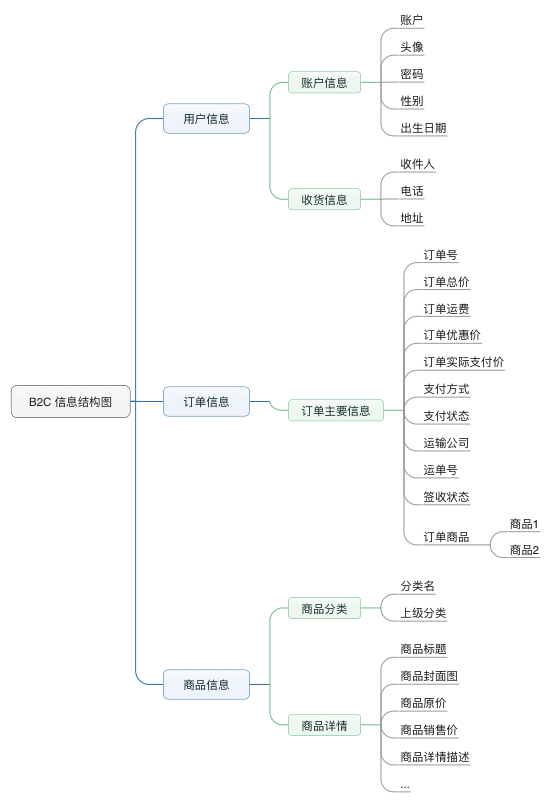 B2C 信息结构图
用户信息
账户信息
账户
头像
密码
性别
出生日期
收货信息
收件人
电话
地址
订单信息
订单主要信息
订单号
订单总价
订单运费
订单优惠价
订单实际支付价
支付方式
支付状态
运输公司
运单号
签收状态
订单商品
商品1
商品2
商品信息
商品分类
分类名
上级分类
商品详情
商品标题
商品封面图
商品原价
商品销售价
商品详情描述
...